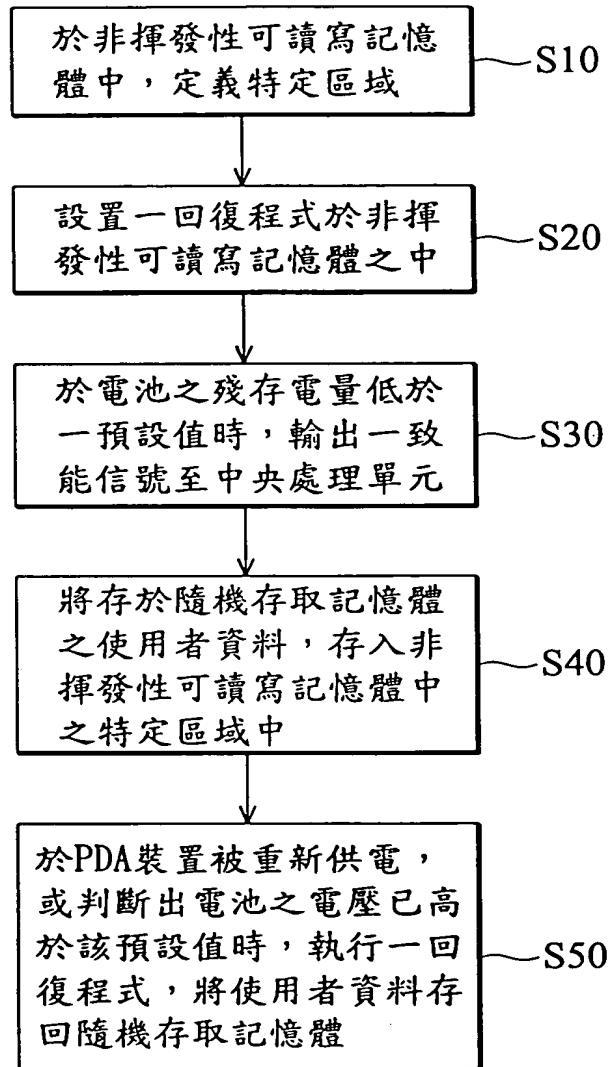 於非揮發性可讀寫記憶
體中，定義特定區域
S10
設置一回復程式於非揮
發性可讀寫記憶體之中
S20
於電池之殘存電量低於
一預設值時，輸出一致
能信號至中央處理單元
S30
將存於隨機存取記憶體
之使用者資料，存入非
揮發性可讀寫記憶體中
之特定區域中
S40
於PDA裝置被重新供電，
或判斷出電池之電壓已高
於該預設值時，執行一回
復程式，將使用者資料存
回隨機存取記憶體
S50